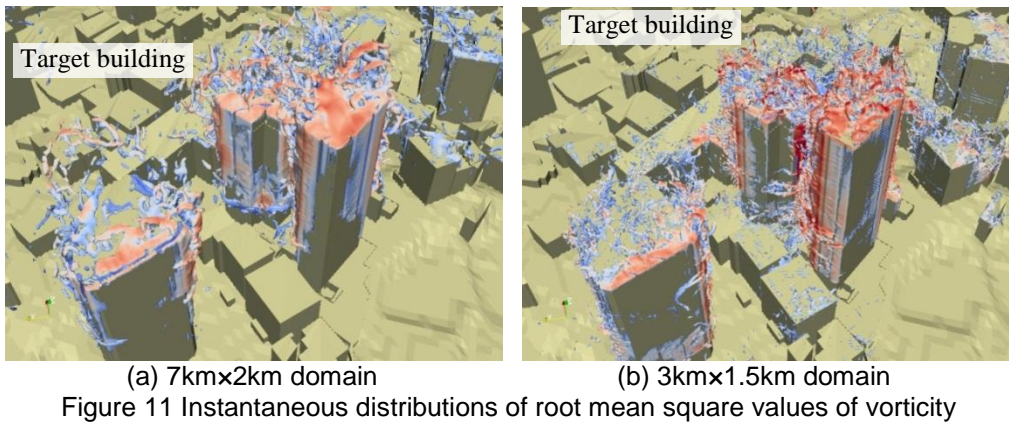 Target building
Target building
(a) 7km×2km domain
(b) 3km×1.5km domain
Figure 11 Instantaneous distributions of root mean square values of vorticity